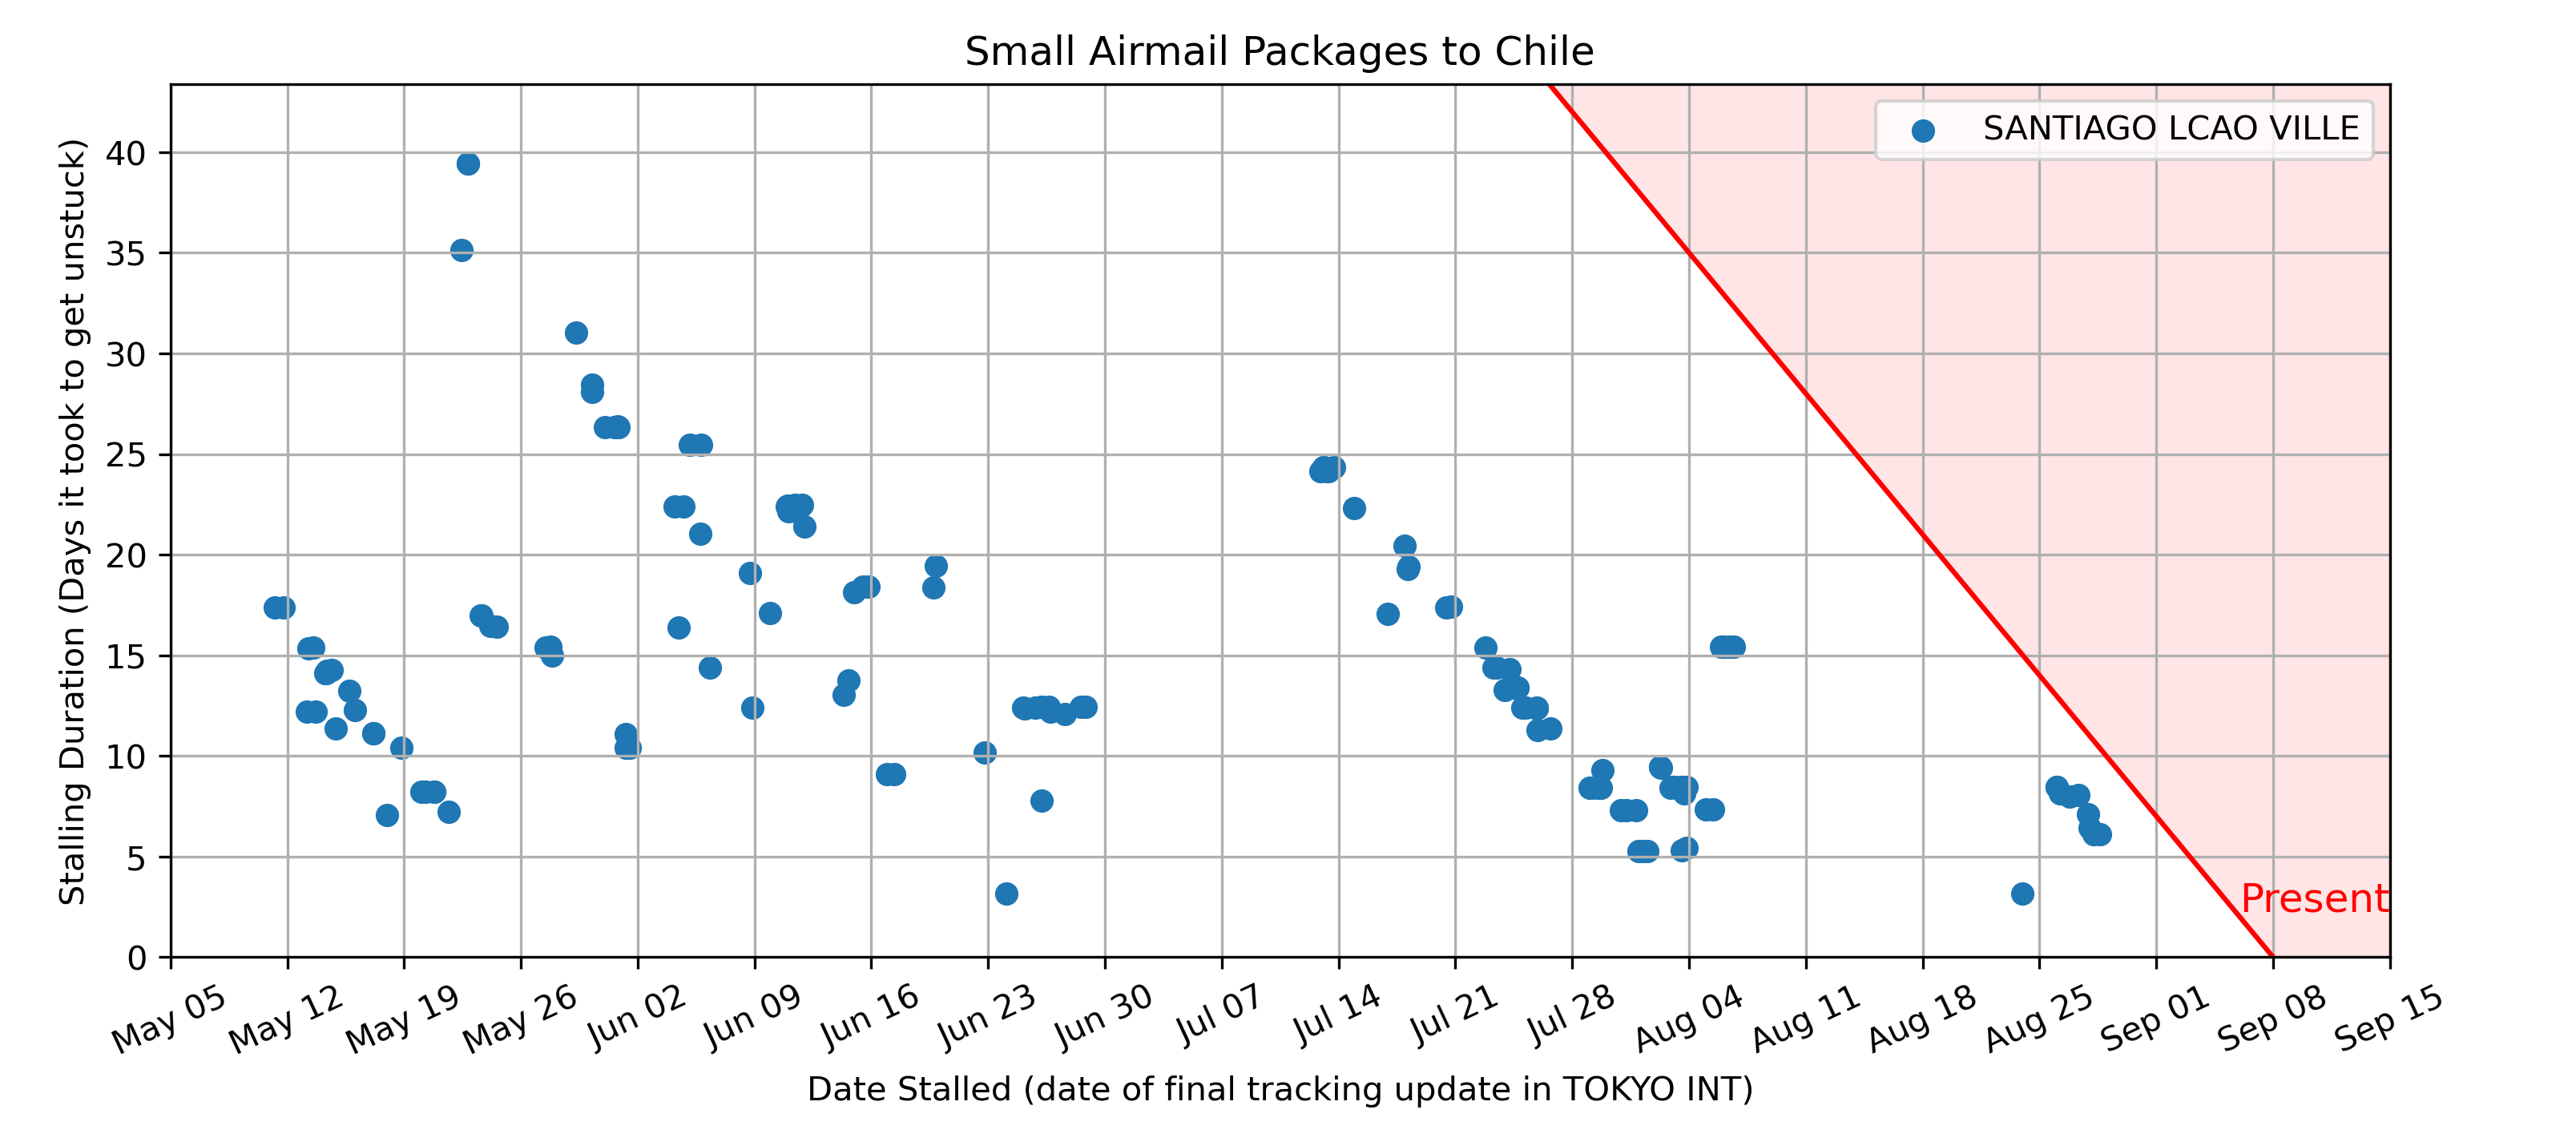 Small Airmail Packages to Chile
SANTIAGO LCAO VILLE
Stalling Duration (Days it took to get unstuck)
40
35
30
25
20
15
10
5
0
Present
May 05 May 12 May 19 May 26 Jun 02 Jun 09 Jun 16 Jun 23 Jun 30 Jul 07 Jul 14 Jul 21 Jul 28 Aug 04 Aug 11 Aug 18 Aug 25 Sep 01 Sep 08 Sep 15
Date Stalled (date of final tracking update in TOKYO INT)